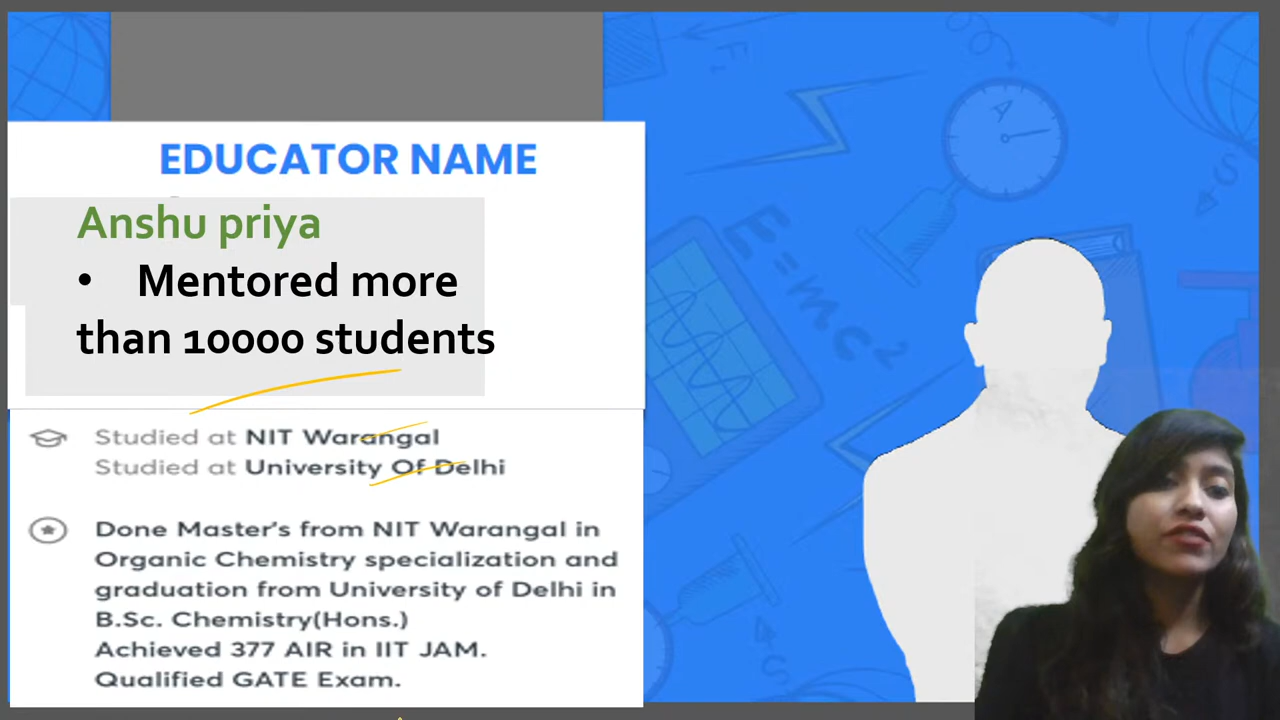 EDUCATOR NAME
Anshu priya
• Mentored more
than 10000 students
Studied at NIT Warangal
Studied at University Of Delhi
Done Master's from NIT Warangal in
Organic Chemistry specialization and
graduation from University of Delhi in
B.Sc. Chemistry(Hons.)
Achieved 377 AIR in IIT JAM.
Qualified GATE Exam.
F₁
A
E=mc²
S
S